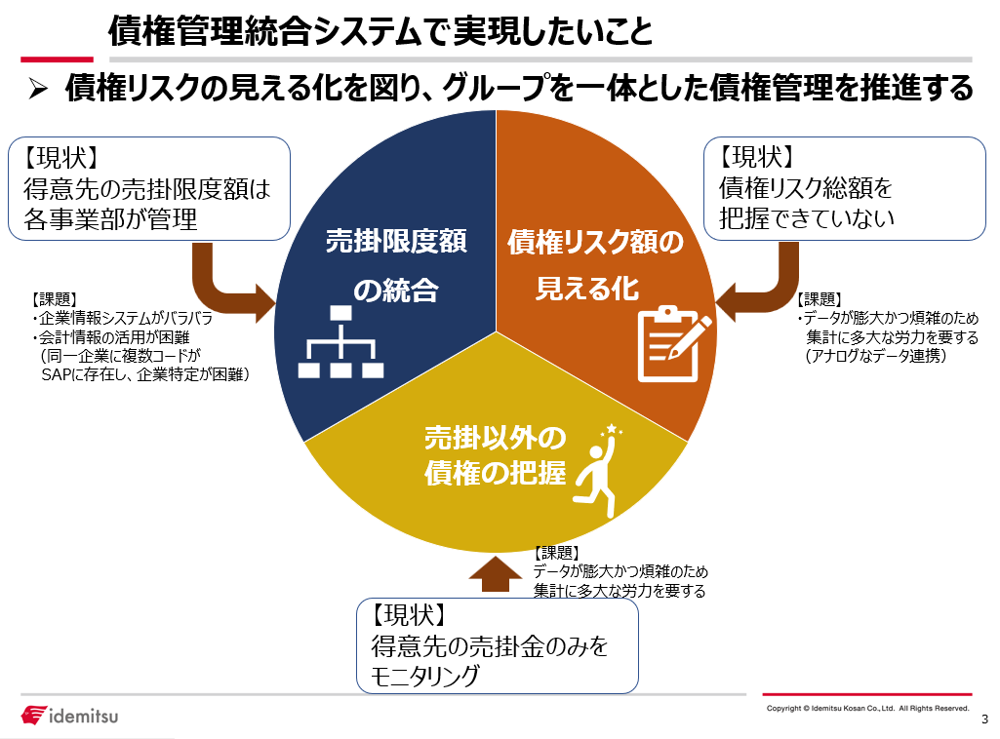 債権管理統合システムで実現したいこと
➢ 債権リスクの見える化を図り、グループを一体とした債権管理を推進する
【現状】
得意先の売掛限度額は
各事業部が管理
【課題】
・企業情報システムがバラバラ
・会計情報の活用が困難
（同一企業に複数コードが
SAPに存在し、企業特定が困難）
売掛限度額
の統合
債権リスク額の
見える化
【現状】
債権リスク総額を
把握できていない
【課題】
・データが膨大かつ煩雑のため
集計に多大な労力を要する
（アナログなデータ連携）
売掛以外の
債権の把握
【課題】
データが膨大かつ煩雑のため
集計に多大な労力を要する
【現状】
得意先の売掛金のみを
モニタリング
idemitsu
Copyright © Idemitsu Kosan Co.,Ltd. All Rights Reserved.
3